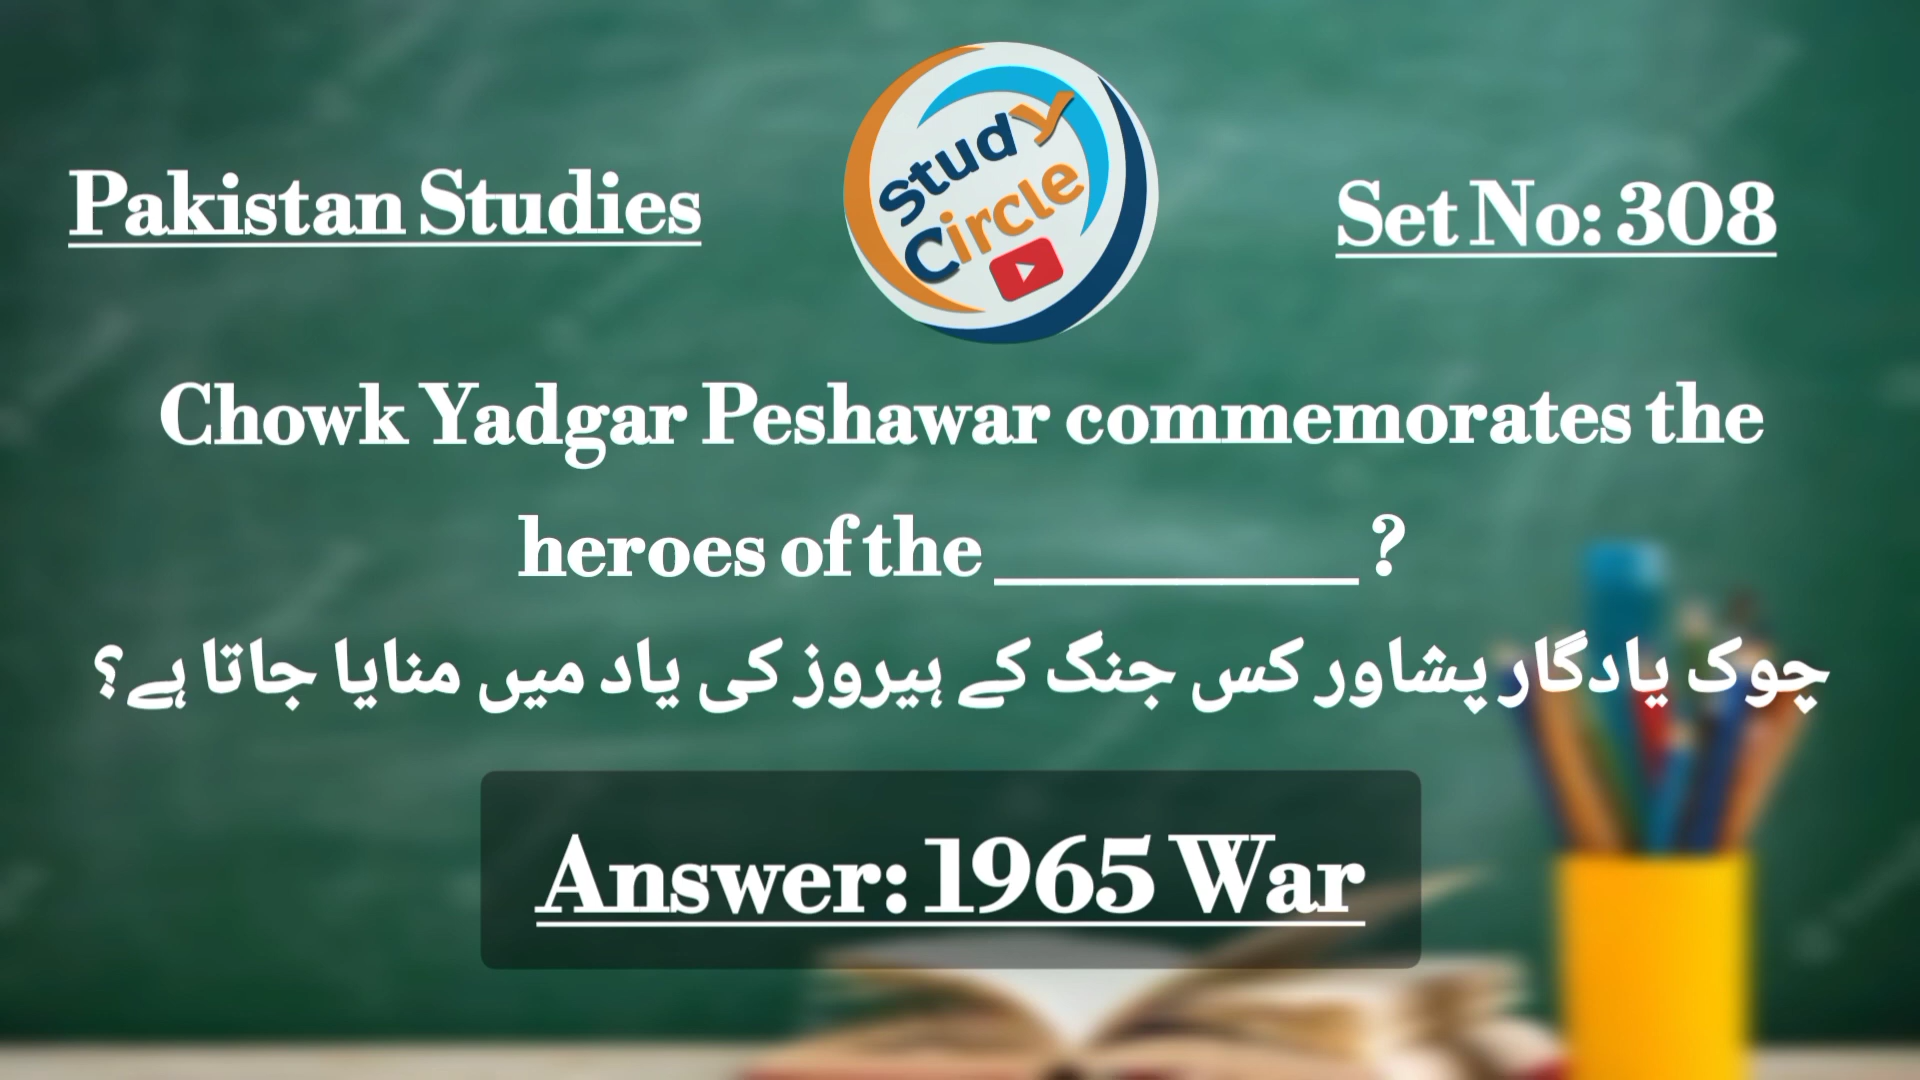 Pakistan Studies
Study
Circle
Set No: 308
Chowk Yadgar Peshawar commemorates the
heroes of the __________ ?
چوک یادگار پشاور کس جنگ کے ہیروز کی یاد میں منایا جاتا ہے؟
Answer: 1965 War